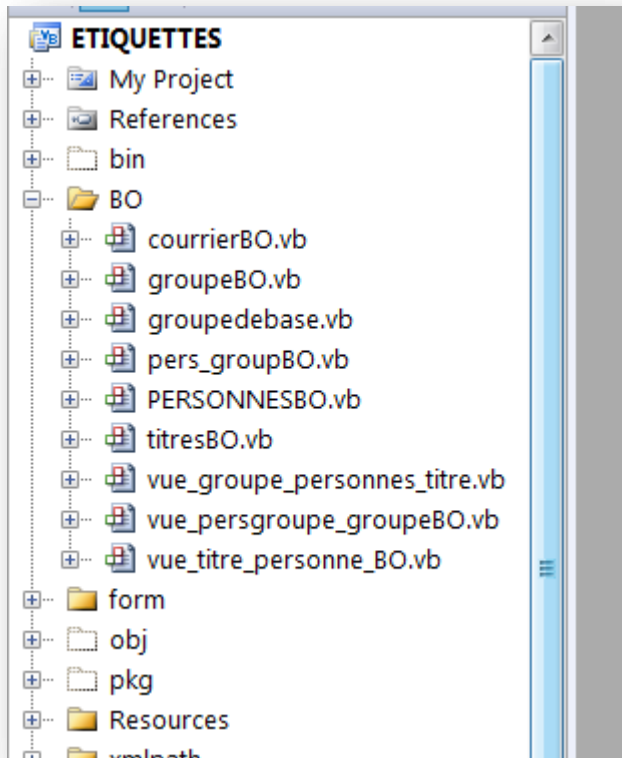 ETIQUETTES
My Project
References
bin
BO
courrierBO.vb
groupeBO.vb
groupedebase.vb
pers_groupBO.vb
PERSONNESBO.vb
titresBO.vb
vue_groupe_personnes_titre.vb
vue_persgroupe_groupeBO.vb
vue_titre_personne_BO.vb
form
obj
pkg
Resources
xmlpath